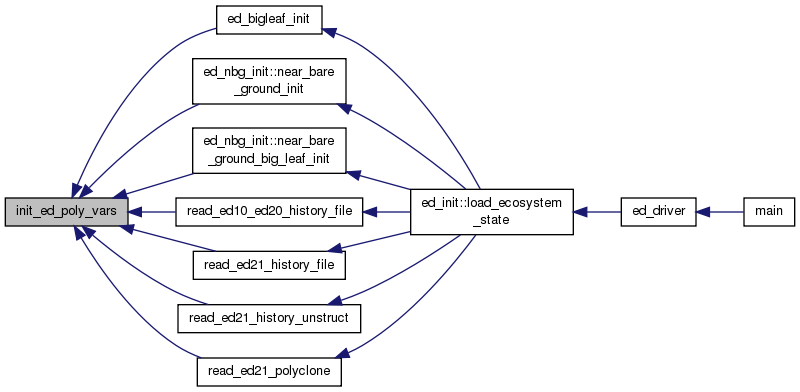 ed_bigleaf_init
ed_nbg_init::near_bare
_ground_init
ed_nbg_init::near_bare
_ground_big_leaf_init
init_ed_poly_vars
read_ed10_ed20_history_file
ed_init::load_ecosystem
_state
ed_driver
main
read_ed21_history_file
read_ed21_history_unstruct
read_ed21_polyclone